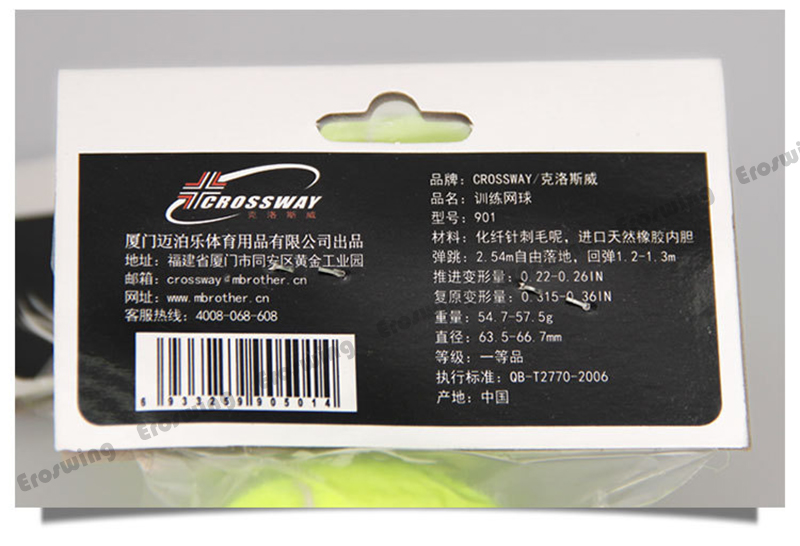 CROSSWAY
克洛斯威
厦门迈泊乐体育用品有限公司出品
地址：福建省厦门市同安区黄金工业园
邮箱：crossway@mbrother.cn
网址：www.mbrother.cn
客服热线：4008-068-608
6933259905014
品牌：CROSSWAY/克洛斯威
品名：训练网球
型号：901
材料：化纤针刺毛呢，进口天然橡胶内胆
弹跳：2.54m自由落地，回弹1.2-1.3m
推进变形量：0.22-0.26IN
复原变形量：0.315-0.36IN
重量：54.7-57.5g
直径：63.5-66.7mm
等级：一等品
执行标准：QB-T2770-2006
产地：中国
Eroswing
Eroswing
Eroswing
Eroswing
Eroswing
Eroswing